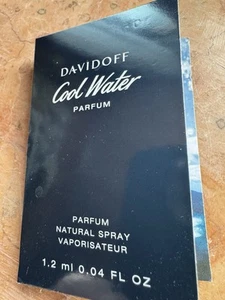 DAVIDOFF
Cool Water
PARFUM
PARFUM
NATURAL SPRAY
VAPORISATEUR
1.2 ml 0.04 FL OZ